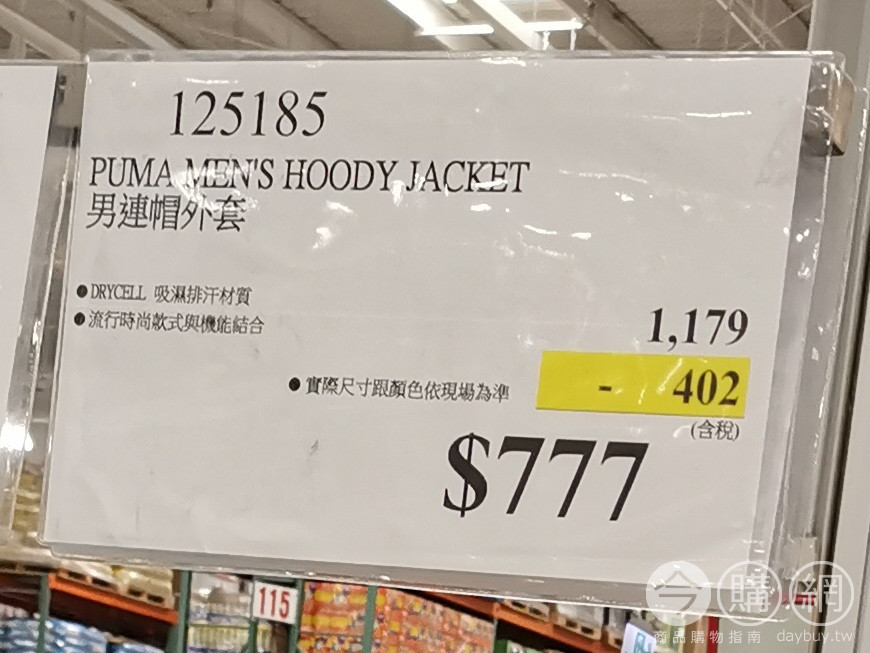 125185
PUMA MEN'S HOODY JACKET
男連帽外套
●DRYCELL 吸濕排汗材質
●流行時尚款式與機能結合
1,179
●實際尺寸跟顏色依現場為準
- 402
(含稅)
$777
115
今購網
商品購物指南 daybuy.tw